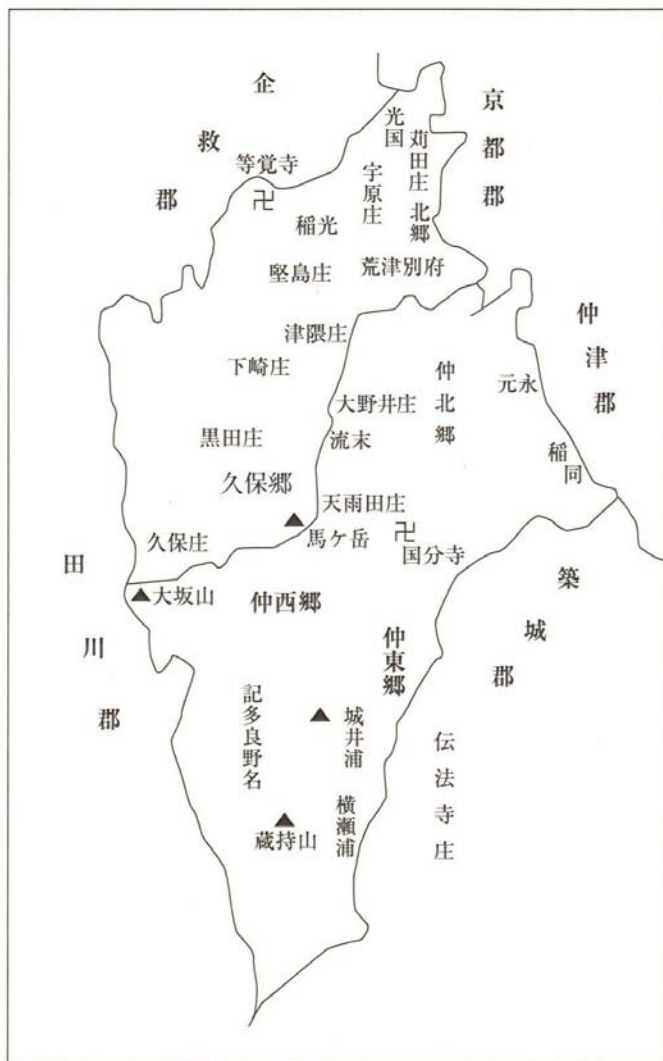 企救郡
京都郡
光国
苅田庄 北郷
宇原庄
等覚寺
卍
稲光
堅島庄
荒津別府
仲津郡
津隈庄
下崎庄
仲北郷
元永
大野井庄
黒田庄
流末
稲同
久保郷
天雨田庄
馬ケ岳
卍
国分寺
久保庄
築城郡
田川郡
大坂山
仲西郷
仲東郷
記多良野名
城井浦
伝法寺庄
横瀬浦
蔵持山